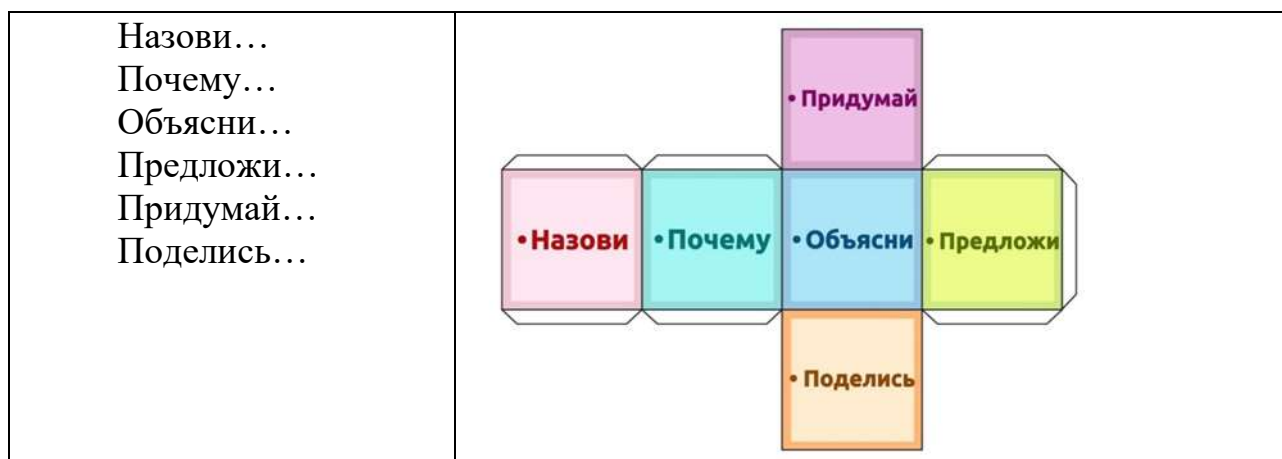 Назови…
Почему…
Объясни…
Предложи…
Придумай…
Поделись…
• Придумай
• Назови
• Почему
• Объясни
• Предложи
• Поделись